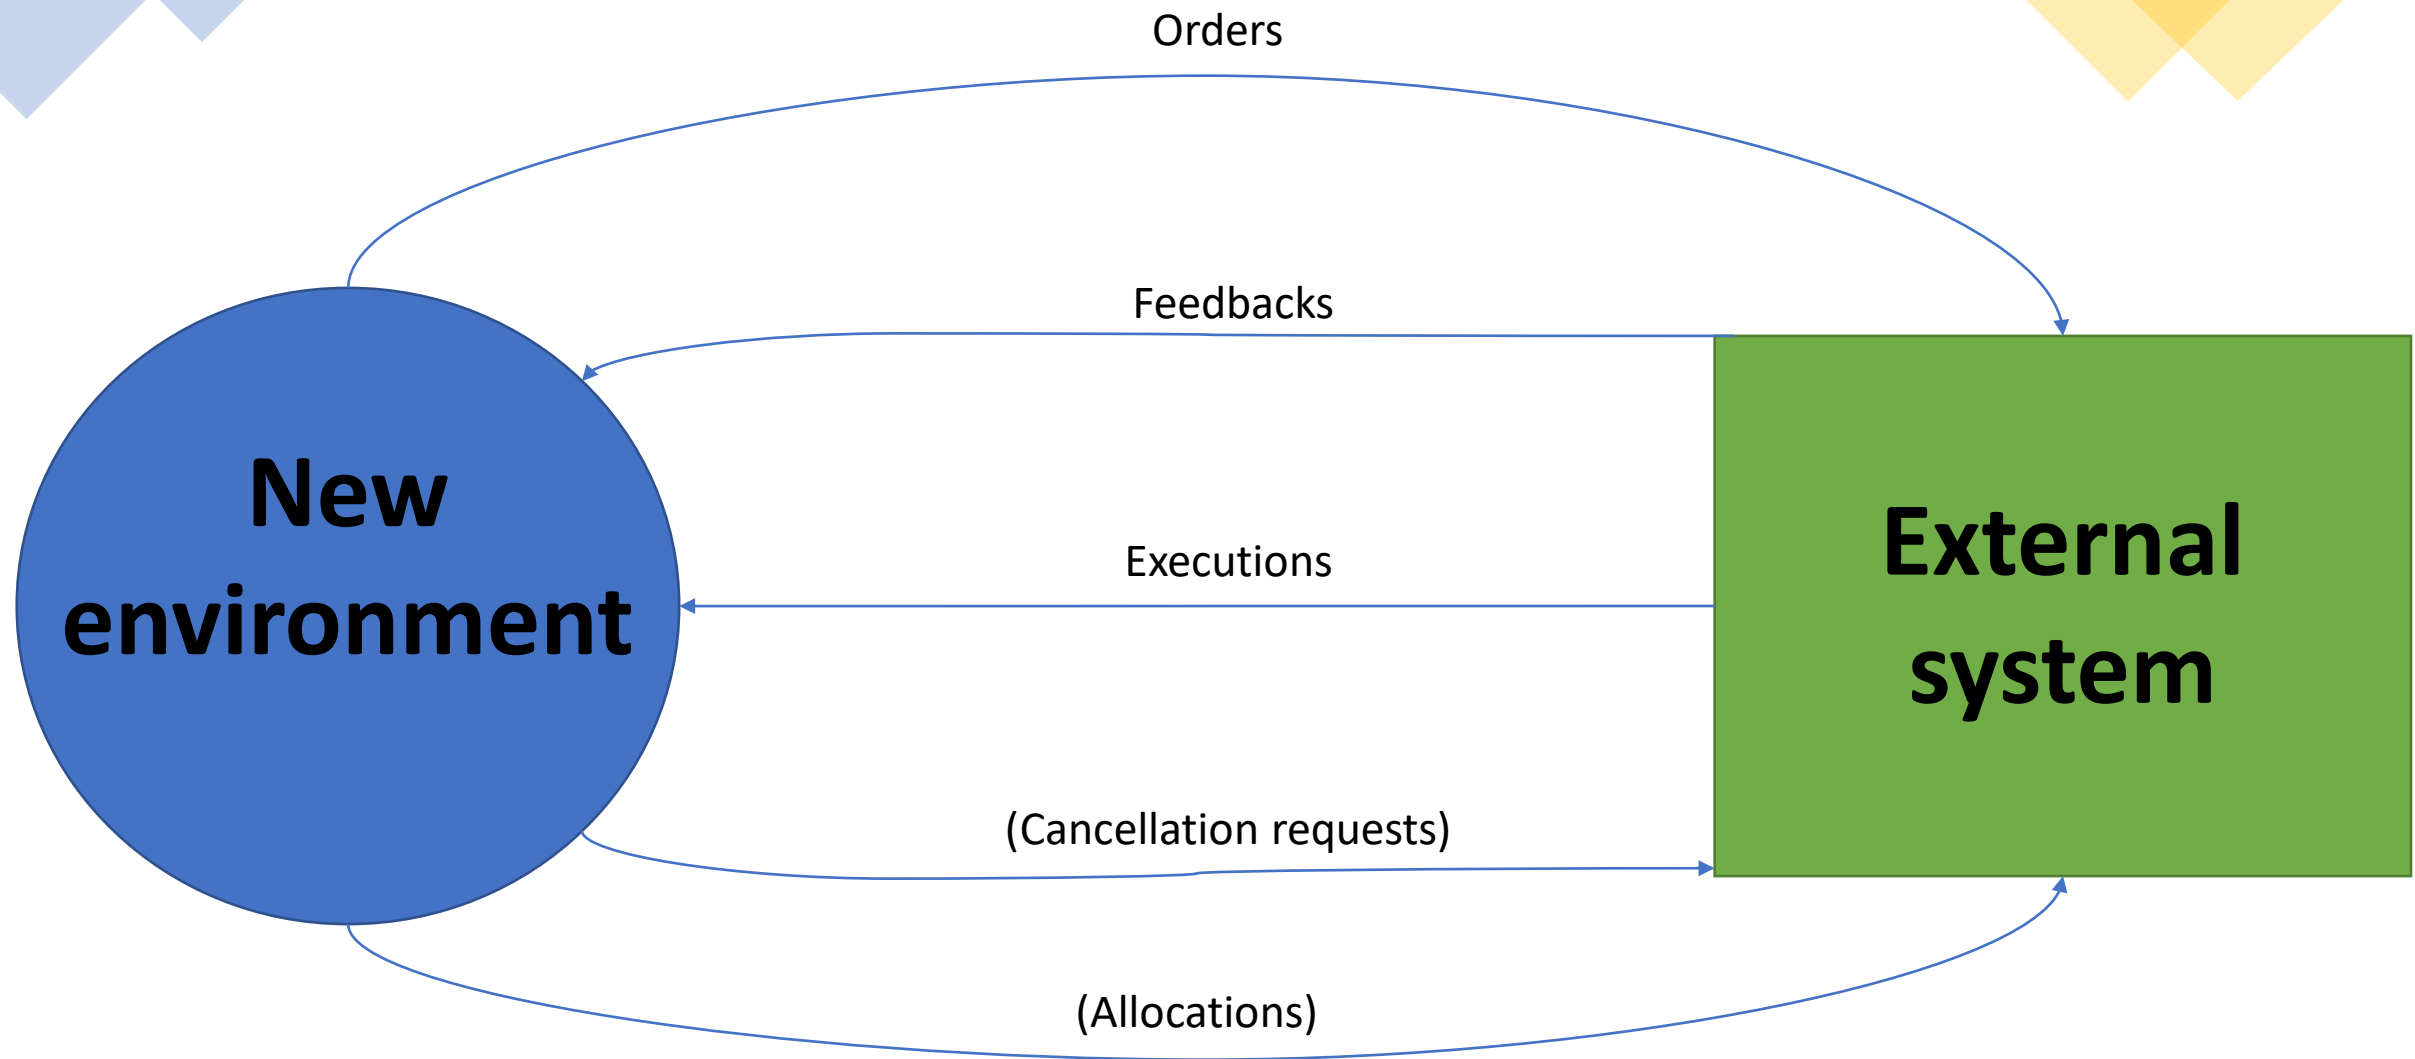 Orders
Feedbacks
New
environment
Executions
External
system
(Cancellation requests)
(Allocations)